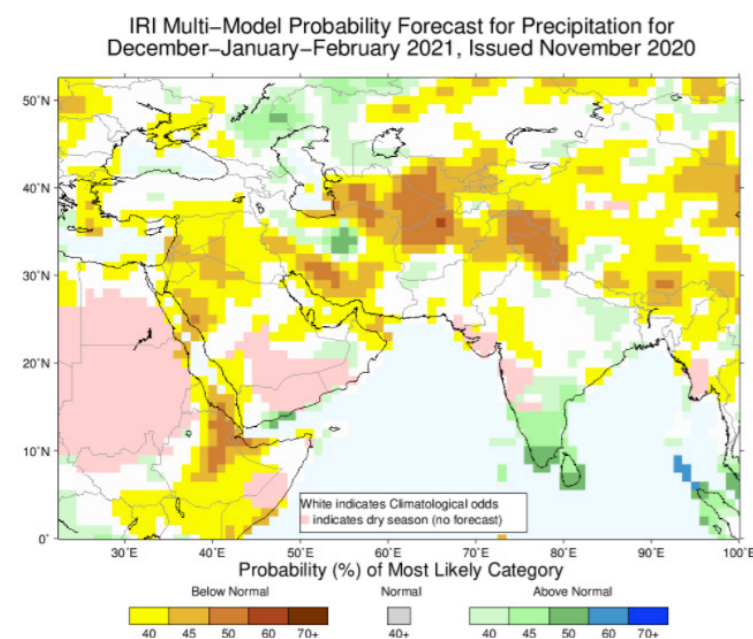 IRI Multi−Model Probability Forecast for Precipitation for
December−January−February 2021, Issued November 2020
50˚N
40˚N
30˚N
20˚N
10˚N
0˚
White indicates Climatological odds
indicates dry season (no forecast)
30˚E 40˚E 50˚E 60˚E 70˚E 80˚E 90˚E 100˚E
Probability (%) of Most Likely Category
Below Normal Normal Above Normal
40 45 50 60 70+ 40+ 40 45 50 60 70+